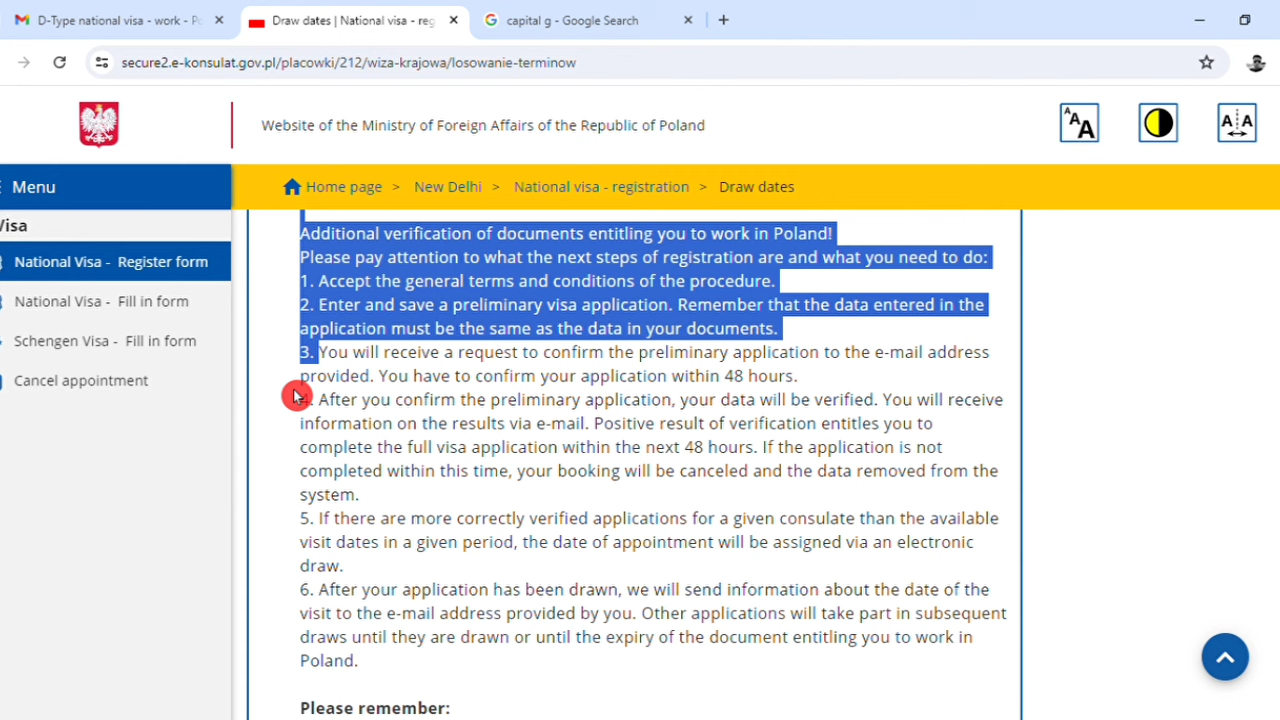 D-Type national visa - work - Po
Draw dates | National visa - reg
capital g - Google Search
secure2.e-konsulat.gov.pl/placowki/212/wiza-krajowa/losowanie-terminow
Website of the Ministry of Foreign Affairs of the Republic of Poland
AAA
A A
Menu
Home page > New Delhi > National visa - registration > Draw dates
Visa
National Visa - Register form
National Visa - Fill in form
Schengen Visa - Fill in form
Cancel appointment
Additional verification of documents entitling you to work in Poland!
Please pay attention to what the next steps of registration are and what you need to do:
1. Accept the general terms and conditions of the procedure.
2. Enter and save a preliminary visa application. Remember that the data entered in the
application must be the same as the data in your documents.
3. You will receive a request to confirm the preliminary application to the e-mail address
provided. You have to confirm your application within 48 hours.
4. After you confirm the preliminary application, your data will be verified. You will receive
information on the results via e-mail. Positive result of verification entitles you to
complete the full visa application within the next 48 hours. If the application is not
completed within this time, your booking will be canceled and the data removed from the
system.
5. If there are more correctly verified applications for a given consulate than the available
visit dates in a given period, the date of appointment will be assigned via an electronic
draw.
6. After your application has been drawn, we will send information about the date of the
visit to the e-mail address provided by you. Other applications will take part in subsequent
draws until they are drawn or until the expiry of the document entitling you to work in
Poland.
Please remember: